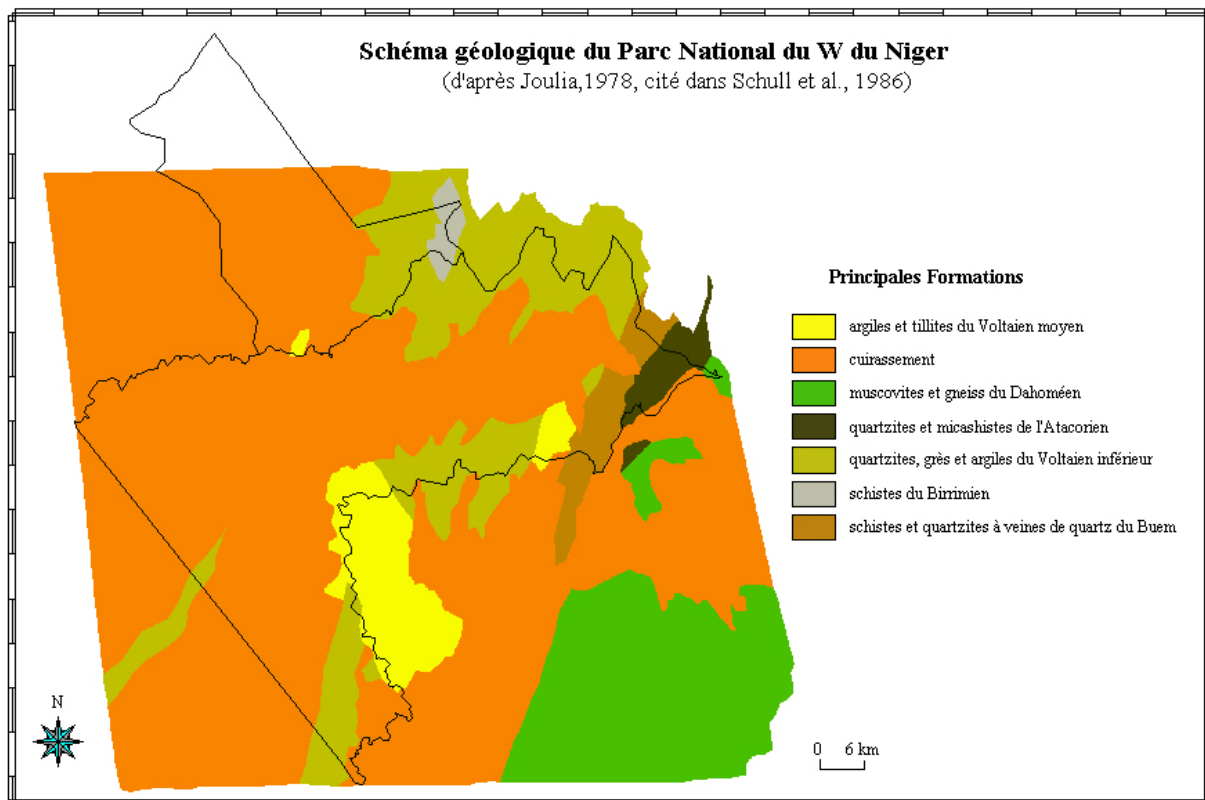 Schéma géologique du Parc National du W du Niger
(d'après Joulia,1978, cité dans Schull et al., 1986)
Principales Formations
argiles et tillites du Voltaien moyen
cuirassement
muscovites et gneiss du Dahoméen
quartzites et micashistes de l'Atacorien
quartzites, grès et argiles du Voltaien inférieur
schistes du Birrimien
schistes et quartzites à veines de quartz du Buem
N
0 6 km